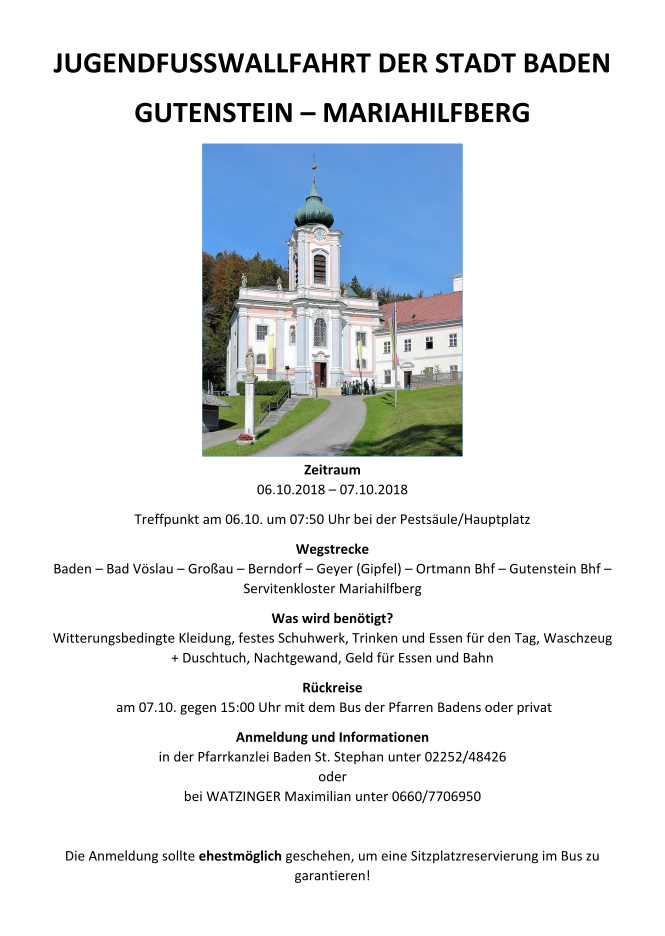 JUGENDFUSSWALLFAHRT DER STADT BADEN
GUTENSTEIN – MARIAHILFBERG
Zeitraum
06.10.2018 – 07.10.2018
Treffpunkt am 06.10. um 07:50 Uhr bei der Pestsäule/Hauptplatz
Wegstrecke
Baden – Bad Vöslau – Großau – Berndorf – Geyer (Gipfel) – Ortmann Bhf – Gutenstein Bhf –
Servitenkloster Mariahilfberg
Was wird benötigt?
Witterungsbedingte Kleidung, festes Schuhwerk, Trinken und Essen für den Tag, Waschzeug
+ Duschtuch, Nachtgewand, Geld für Essen und Bahn
Rückreise
am 07.10. gegen 15:00 Uhr mit dem Bus der Pfarren Badens oder privat
Anmeldung und Informationen
in der Pfarrkanzlei Baden St. Stephan unter 02252/48426
oder
bei WATZINGER Maximilian unter 0660/7706950
Die Anmeldung sollte ehestmöglich geschehen, um eine Sitzplatzreservierung im Bus zu
garantieren!